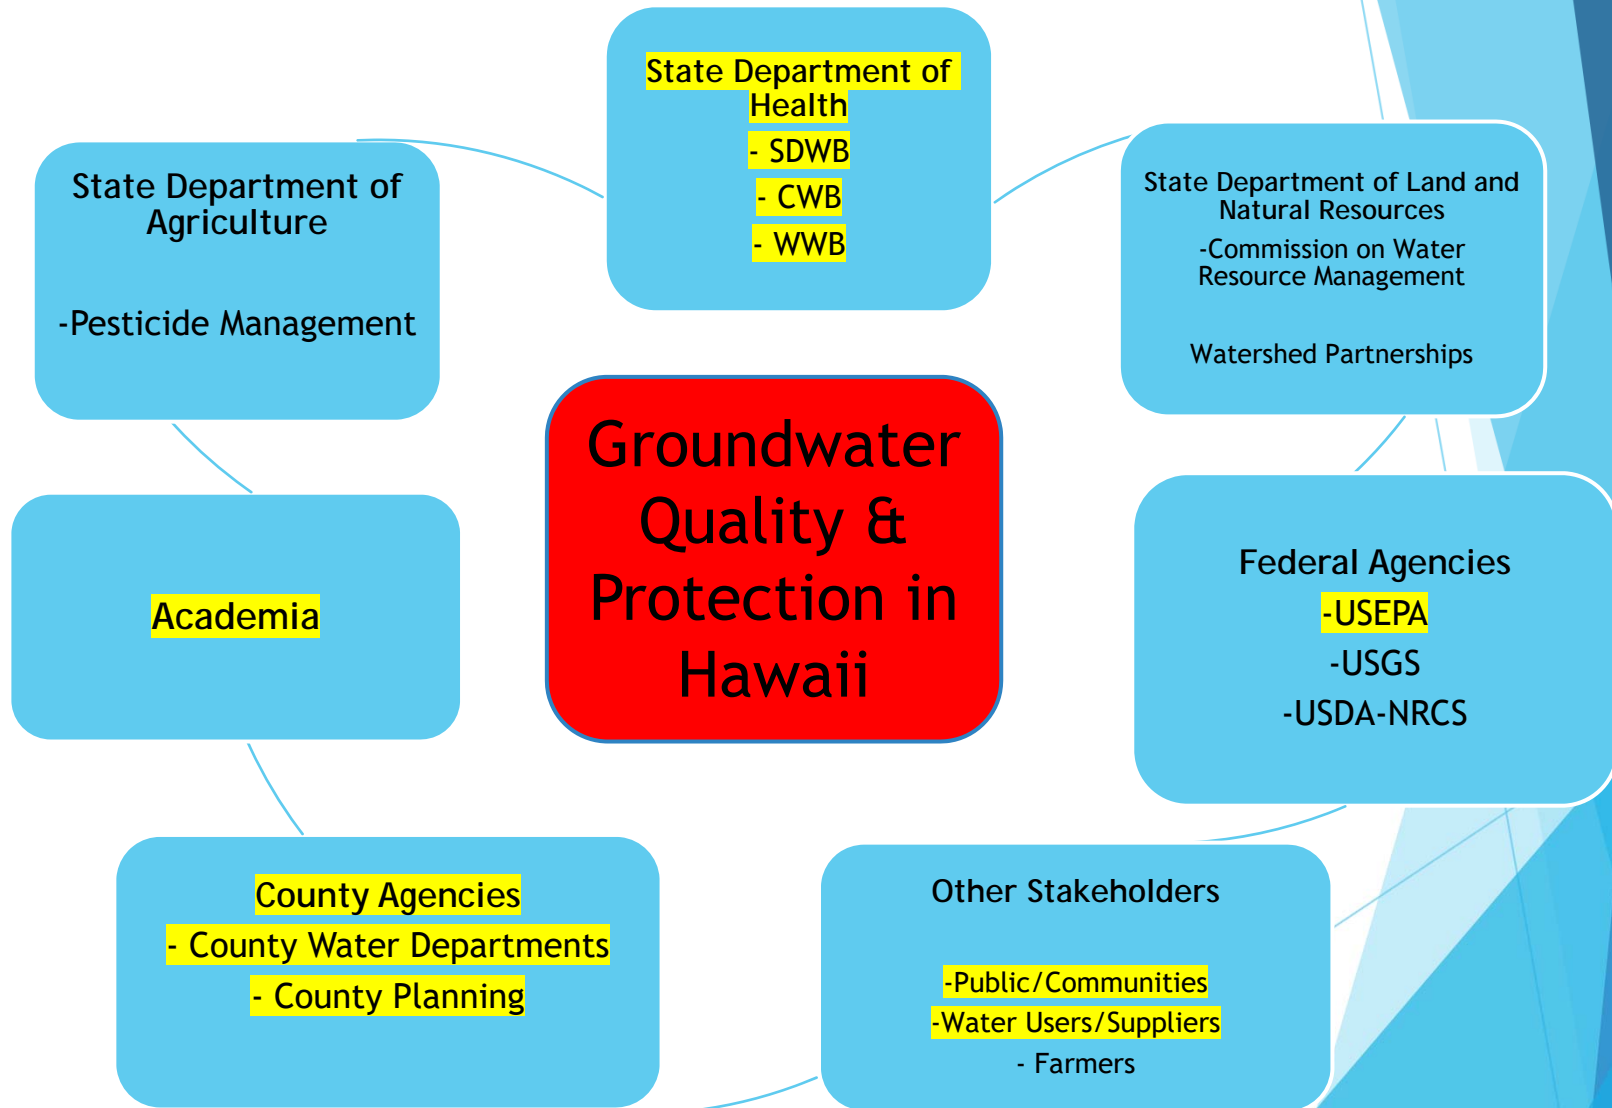 State Department of
Health
- SDWB
- CWB
- WWB
State Department of
Agriculture
-Pesticide Management
State Department of Land and
Natural Resources
-Commission on Water
Resource Management
Watershed Partnerships
Groundwater
Quality &
Protection in
Hawaii
Academia
Federal Agencies
-USEPA
-USGS
-USDA-NRCS
County Agencies
- County Water Departments
- County Planning
Other Stakeholders
-Public/Communities
-Water Users/Suppliers
- Farmers